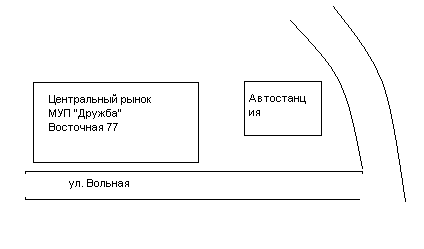 Центральный рынок
МУП "Дружба"
Восточная 77
Автостанц
ия
ул. Вольная